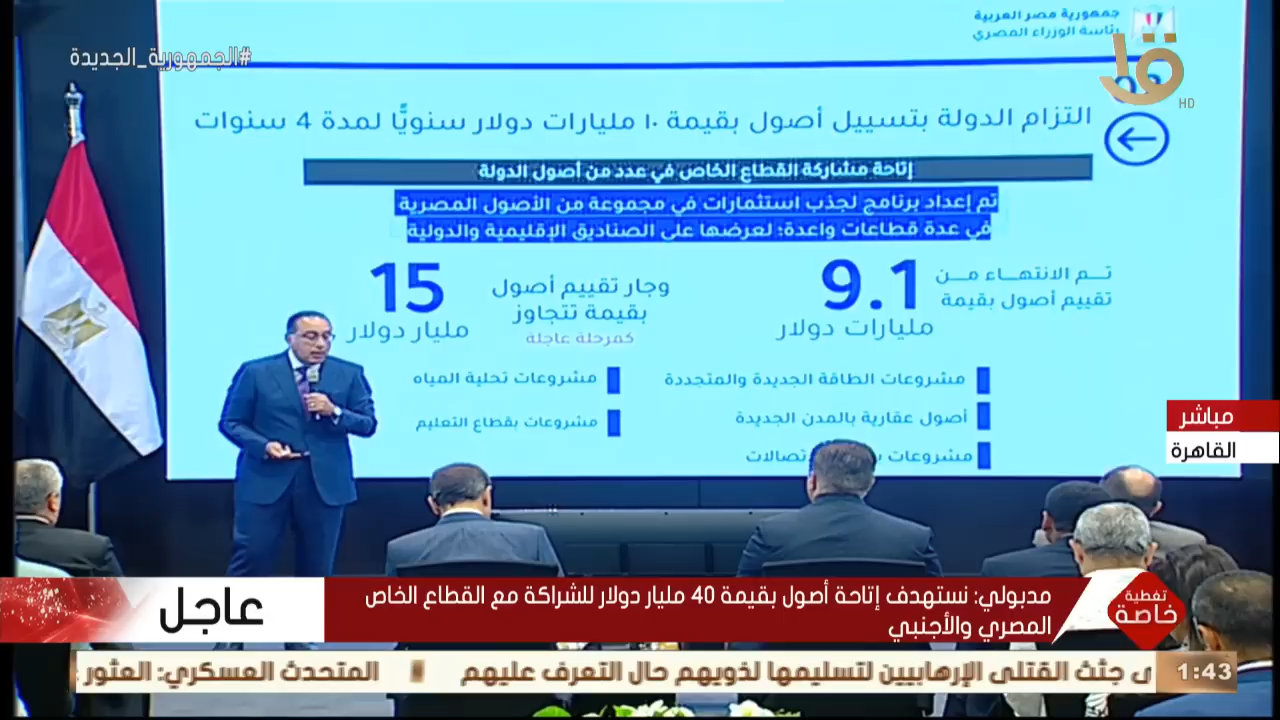 #الجمهورية_الجديدة
جمهورية مصر العربية
رئاسة الوزراء المصري
HD
التزام الدولة بتسييل أصول بقيمة ١٠ مليارات دولار سنويًّا لمدة 4 سنوات
إتاحة مشاركة القطاع الخاص في عدد من أصول الدولة
تم إعداد برنامج لجذب استثمارات في مجموعة من الأصول المصرية
في عدة قطاعات واعدة؛ لعرضها على الصناديق الإقليمية والدولية
تـــم الانتهـــاء مـــن
تقييم أصول بقيمة
9.1
مليارات دولار
وجار تقييم أصول
بقيمة تتجاوز
كمرحلة عاجلة
15
مليار دولار
مشروعات الطاقة الجديدة والمتجددة
أصول عقارية بالمدن الجديدة
مشروعات
مشروعات تحلية المياه
مشروعات بقطاع التعليم
مباشر
القاهرة
تغطية
خاصة
عاجل
مدبولي: نستهدف إتاحة أصول بقيمة 40 مليار دولار للشراكة مع القطاع الخاص
المصري والأجنبي
جثث القتلى الإرهابيين لتسليمها لذويهم حال التعرف عليهم
المتحدث العسكري: العثور
1:43